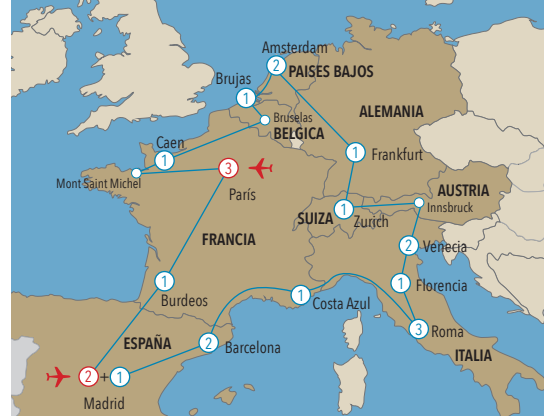 Amsterdam
2
PAISES BAJOS
Brujas
1
Bruselas
BELGICA
ALEMANIA
Caen
1
1
Frankfurt
Mont Saint Michel
3
París
AUSTRIA
Innsbruck
SUIZA
1
Zurich
FRANCIA
2
Venecia
1
Burdeos
1
Florencia
1
Costa Azul
3
Roma
ESPAÑA
2
Barcelona
ITALIA
2 + 1
Madrid